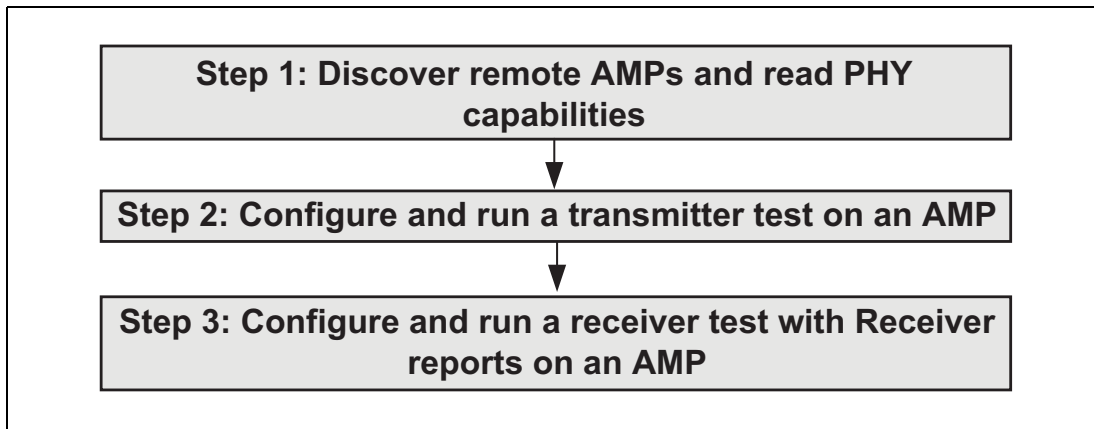 Step 1: Discover remote AMPs and read PHY
capabilities
Step 2: Configure and run a transmitter test on an AMP
Step 3: Configure and run a receiver test with Receiver
reports on an AMP